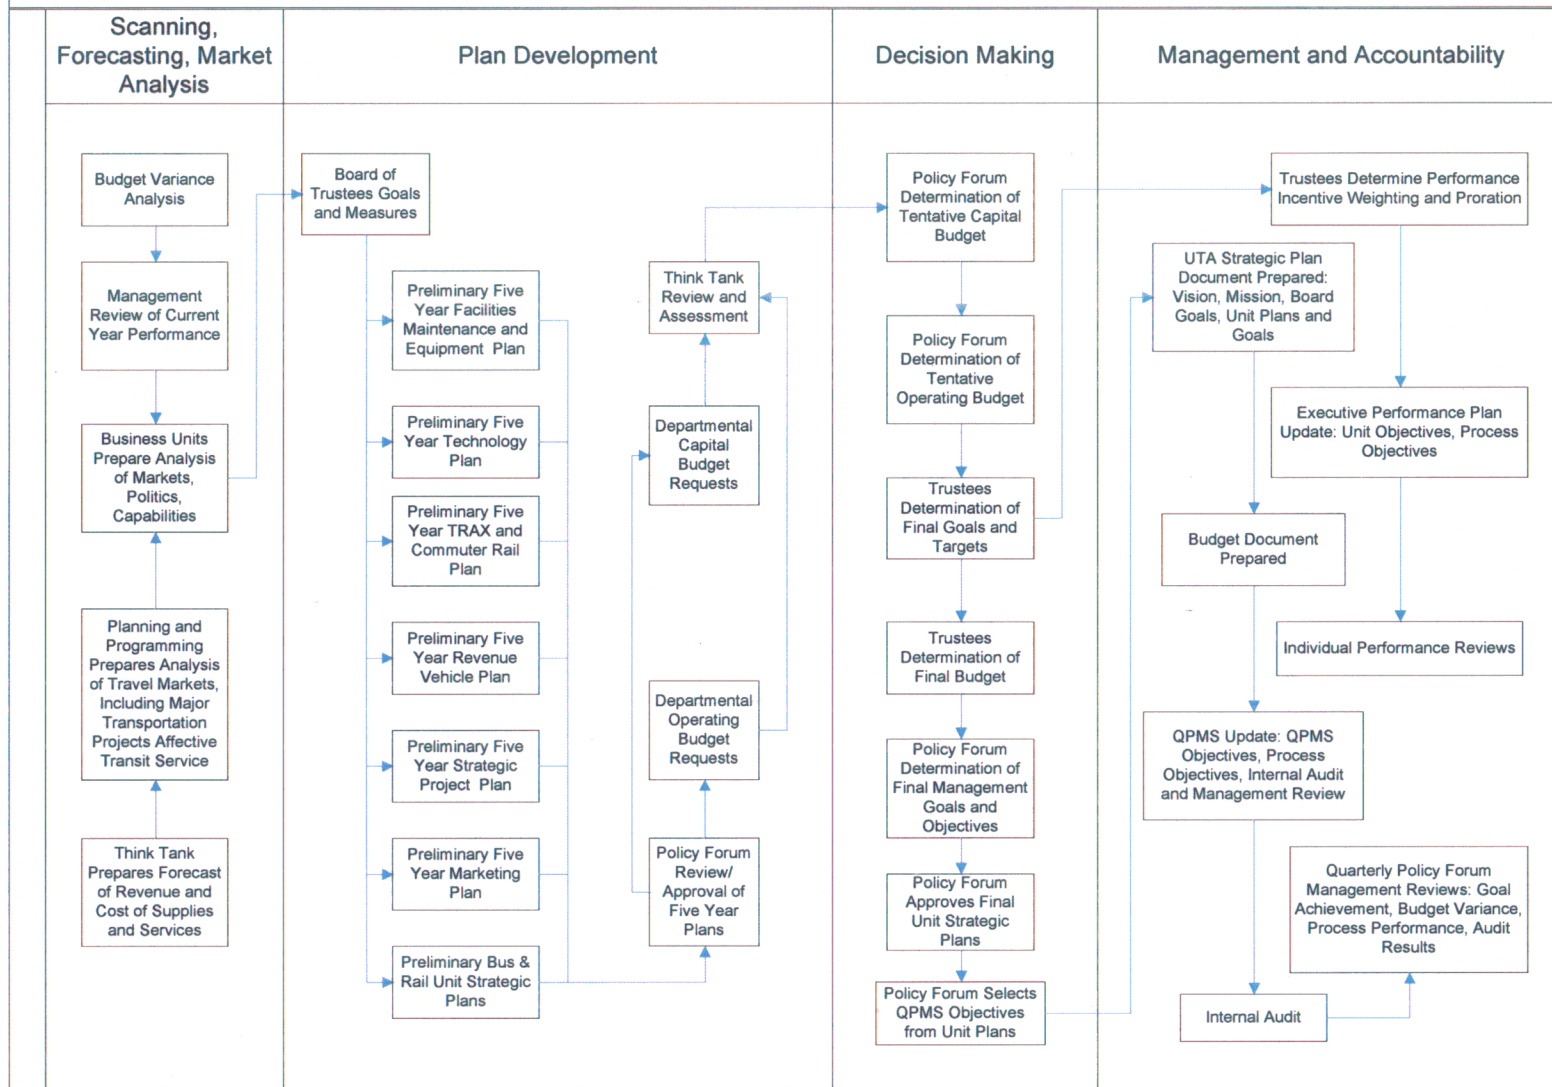 Scanning,
Forecasting, Market
Analysis
Plan Development
Decision Making
Management and Accountability
Budget Variance
Analysis
Management
Review of Current
Year Performance
Business Units
Prepare Analysis
of Markets,
Politics,
Capabilities
Planning and
Programming
Prepares Analysis
of Travel Markets,
Including Major
Transportation
Projects Affective
Transit Service
Think Tank
Prepares Forecast
of Revenue and
Cost of Supplies
and Services
Board of
Trustees Goals
and Measures
Preliminary Five
Year Facilities
Maintenance and
Equipment Plan
Preliminary Five
Year Technology
Plan
Preliminary Five
Year TRAX and
Commuter Rail
Plan
Preliminary Five
Year Revenue
Vehicle Plan
Preliminary Five
Year Strategic
Project Plan
Preliminary Five
Year Marketing
Plan
Preliminary Bus &
Rail Unit Strategic
Plans
Think Tank
Review and
Assessment
Departmental
Capital
Budget
Requests
Departmental
Operating
Budget
Requests
Policy Forum
Review/
Approval of
Five Year
Plans
Policy Forum
Determination of
Tentative Capital
Budget
Policy Forum
Determination of
Tentative
Operating Budget
Trustees
Determination of
Final Goals and
Targets
Trustees
Determination of
Final Budget
Policy Forum
Determination of
Final Management
Goals and
Objectives
Policy Forum
Approves Final
Unit Strategic
Plans
Policy Forum Selects
QPMS Objectives
from Unit Plans
Trustees Determine Performance
Incentive Weighting and Proration
UTA Strategic Plan
Document Prepared:
Vision, Mission, Board
Goals, Unit Plans and
Goals
Executive Performance Plan
Update: Unit Objectives, Process
Objectives
Budget Document
Prepared
Individual Performance Reviews
QPMS Update: QPMS
Objectives, Process
Objectives, Internal Audit
and Management Review
Quarterly Policy Forum
Management Reviews: Goal
Achievement, Budget Variance,
Process Performance, Audit
Results
Internal Audit